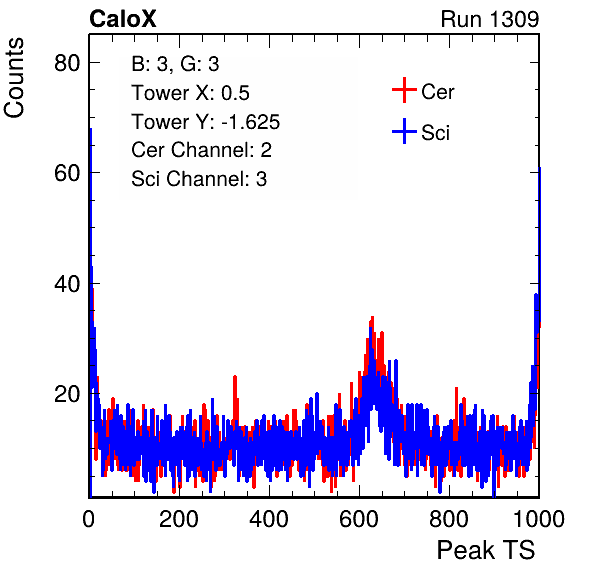 CaloX Run 1309
Counts
80
60
40
20
B: 3, G: 3
Tower X: 0.5
Tower Y: -1.625
Cer Channel: 2
Sci Channel: 3
Cer
Sci
0 200 400 600 800 1000
Peak TS